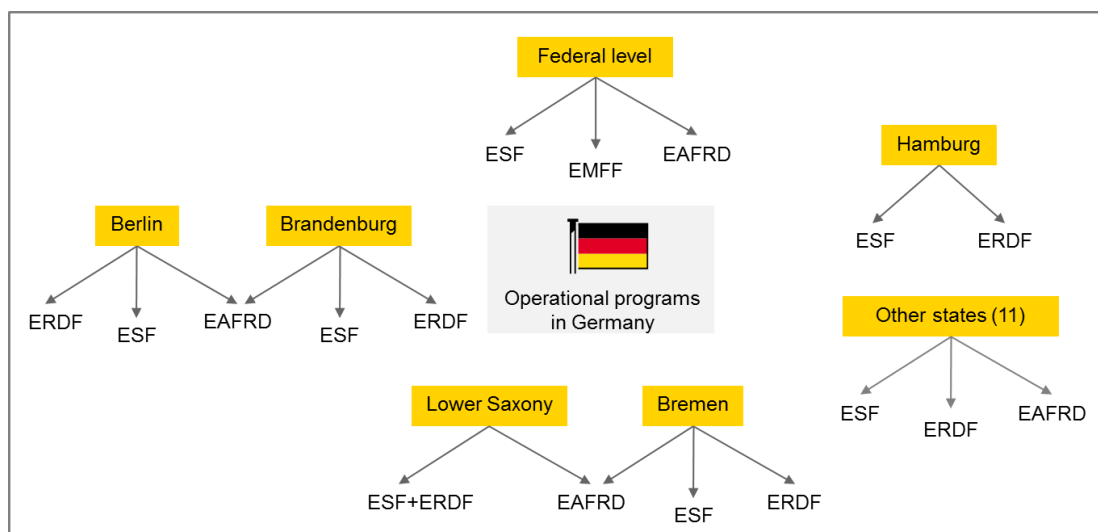 Federal level
ESF
EMFF
EAFRD
Hamburg
ESF
ERDF
Berlin
Brandenburg
ERDF
ESF
EAFRD
ESF
ERDF
Operational programs
in Germany
Other states (11)
ESF
ERDF
EAFRD
Lower Saxony
Bremen
ESF+ERDF
EAFRD
ESF
ERDF